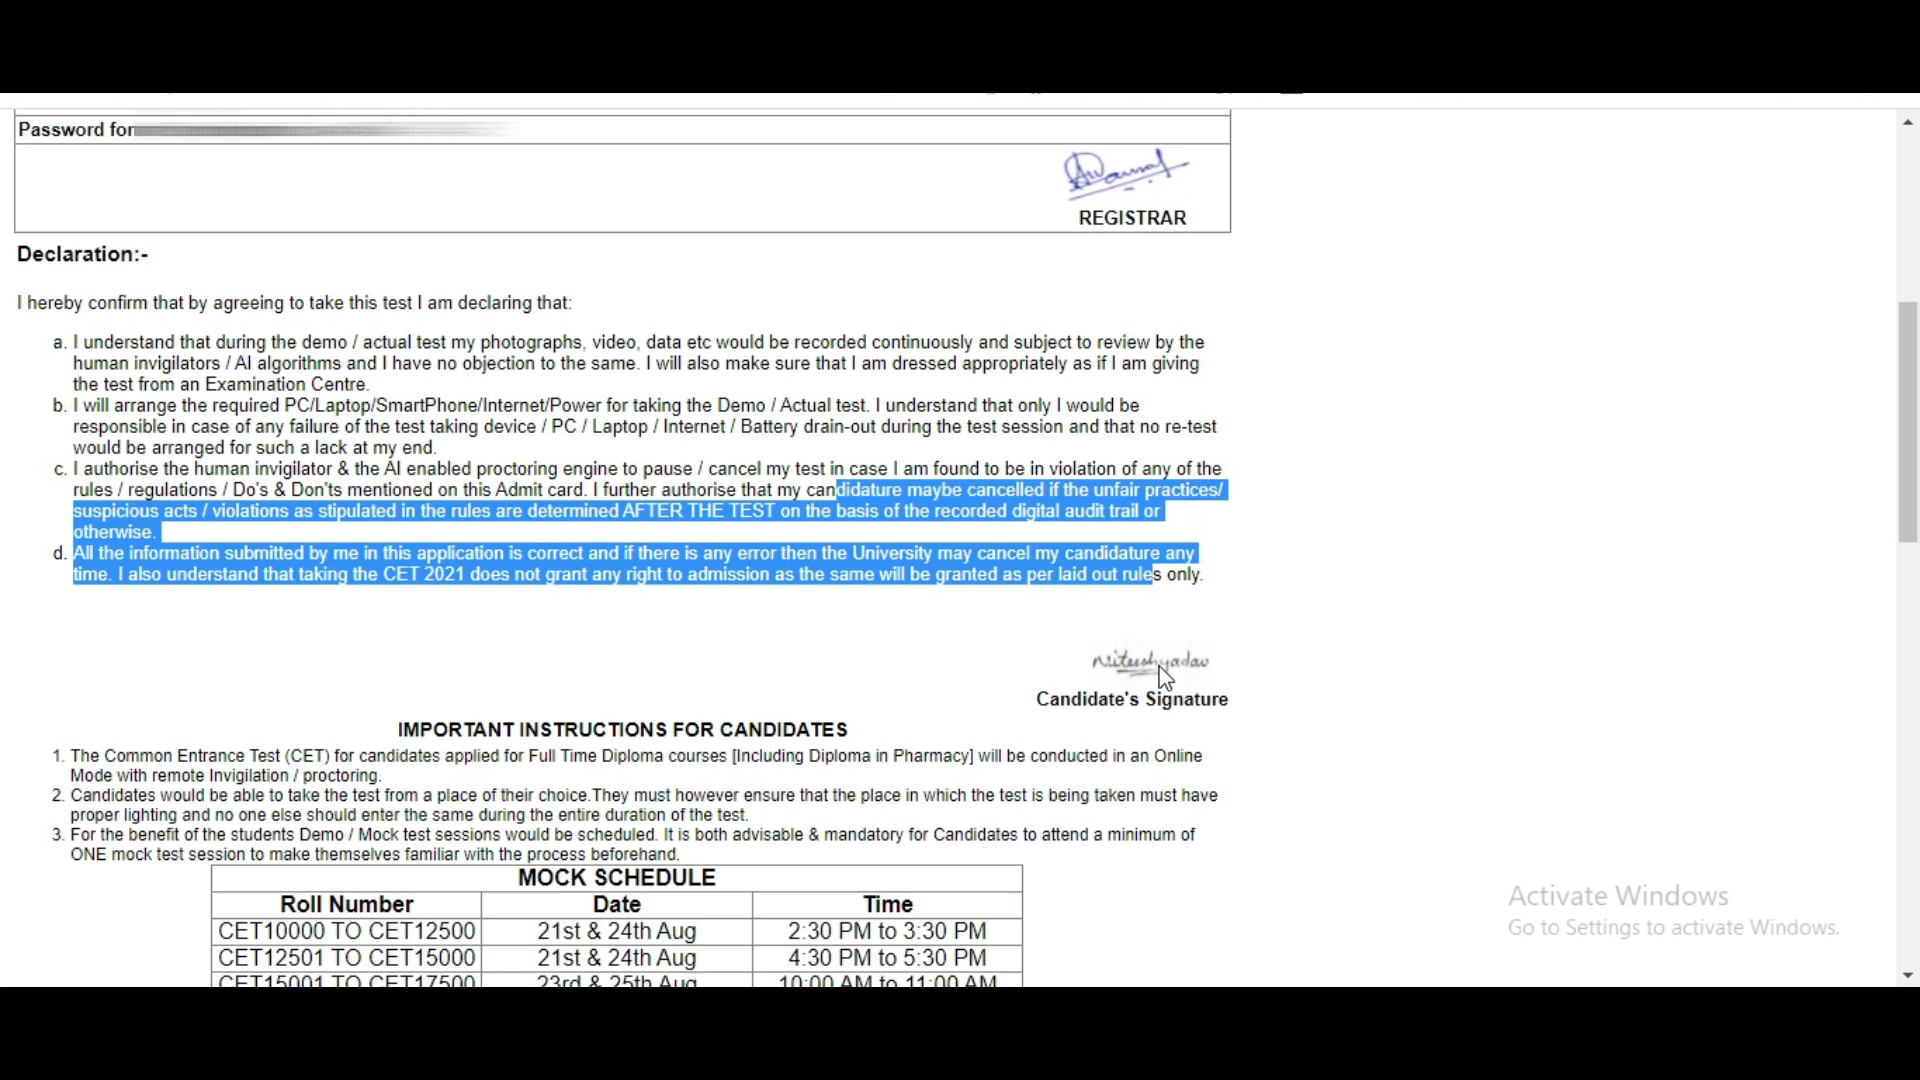 Password for
REGISTRAR
Declaration:-
I hereby confirm that by agreeing to take this test I am declaring that:
a. I understand that during the demo / actual test my photographs, video, data etc would be recorded continuously and subject to review by the
human invigilators / AI algorithms and I have no objection to the same. I will also make sure that I am dressed appropriately as if I am giving
the test from an Examination Centre.
b. I will arrange the required PC/Laptop/SmartPhone/Internet/Power for taking the Demo / Actual test. I understand that only I would be
responsible in case of any failure of the test taking device / PC / Laptop / Internet / Battery drain-out during the test session and that no re-test
would be arranged for such a lack at my end.
c. I authorise the human invigilator & the AI enabled proctoring engine to pause / cancel my test in case I am found to be in violation of any of the
rules / regulations / Do's & Don'ts mentioned on this Admit card. I further authorise that my candidature maybe cancelled if the unfair practices/
suspicious acts / violations as stipulated in the rules are determined AFTER THE TEST on the basis of the recorded digital audit trail or
otherwise.
d. All the information submitted by me in this application is correct and if there is any error then the University may cancel my candidature any
time. I also understand that taking the CET 2021 does not grant any right to admission as the same will be granted as per laid out rules only.
Niteshyadav
Candidate's Signature
IMPORTANT INSTRUCTIONS FOR CANDIDATES
1. The Common Entrance Test (CET) for candidates applied for Full Time Diploma courses [Including Diploma in Pharmacy] will be conducted in an Online
Mode with remote Invigilation / proctoring.
2. Candidates would be able to take the test from a place of their choice.They must however ensure that the place in which the test is being taken must have
proper lighting and no one else should enter the same during the entire duration of the test.
3. For the benefit of the students Demo / Mock test sessions would be scheduled. It is both advisable & mandatory for Candidates to attend a minimum of
ONE mock test session to make themselves familiar with the process beforehand.
MOCK SCHEDULE
Roll Number Date Time
CET10000 TO CET12500 21st & 24th Aug 2:30 PM to 3:30 PM
CET12501 TO CET15000 21st & 24th Aug 4:30 PM to 5:30 PM
CET15001 TO CET17500 23rd & 25th Aug 10:00 AM to 11:00 AM
Activate Windows
Go to Settings to activate Windows.